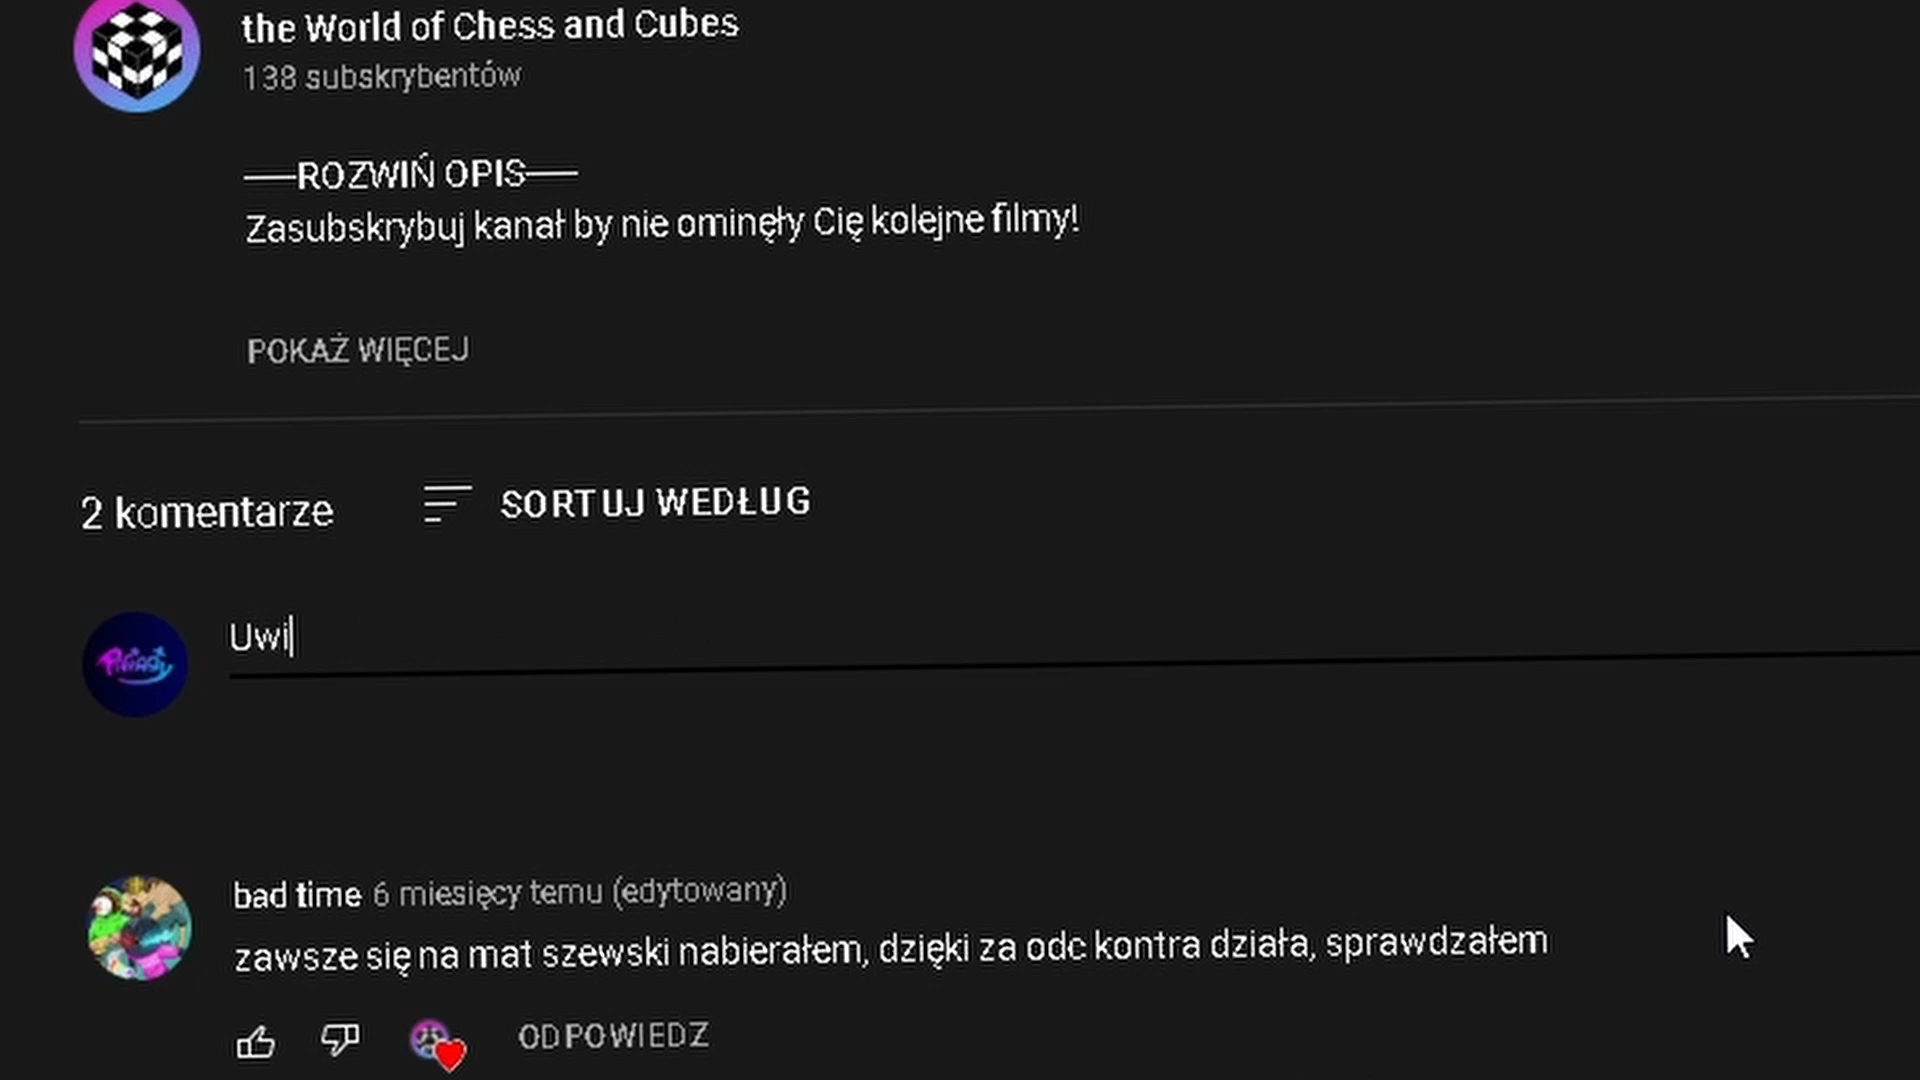 the World of Chess and Cubes
138 subskrybentów
──ROZWIŃ OPIS──
Zasubskrybuj kanał by nie ominęły Cię kolejne filmy!
POKAŻ WIĘCEJ
2 komentarze SORTUJ WEDŁUG
Uwi
bad time 6 miesięcy temu (edytowany)
zawsze się na mat szewski nabierałem, dzięki za odc kontra działa, sprawdzałem
ODPOWIEDZ